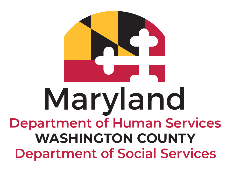 Maryland
Department of Human Services
WASHINGTON COUNTY
Department of Social Services